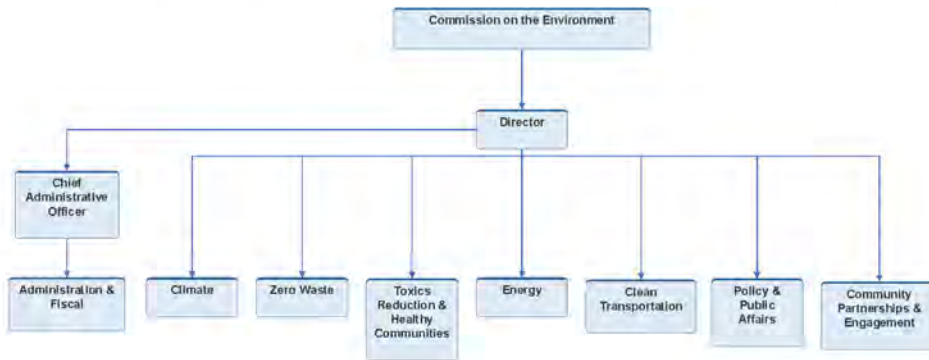 Commission on the Environment
Director
Chief
Administrative
Officer
Administration &
Fiscal
Climate
Zero Waste
Toxics
Reduction &
Healthy
Communities
Energy
Clean
Transportation
Policy &
Public
Affairs
Community
Partnerships &
Engagement